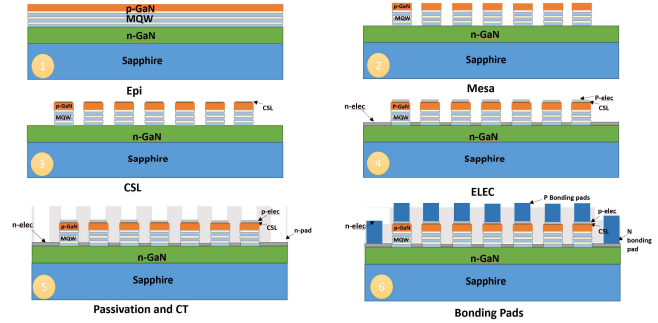 p-GaN
MQW
n-GaN
Sapphire
1
Epi
p-GaN
MQW
n-GaN
Sapphire
2
Mesa
p-GaN
MQW
CSL
n-GaN
Sapphire
3
CSL
n-elec
P-GaN
MQW
P-elec
CSL
n-GaN
Sapphire
4
ELEC
n-elec
p-GaN
MQW
p-elec
CSL
n-pad
n-GaN
Sapphire
5
Passivation and CT
P Bonding pads
n-elec
p-GaN
MQW
p-elec
CSL
N
bonding
pad
n-GaN
Sapphire
6
Bonding Pads